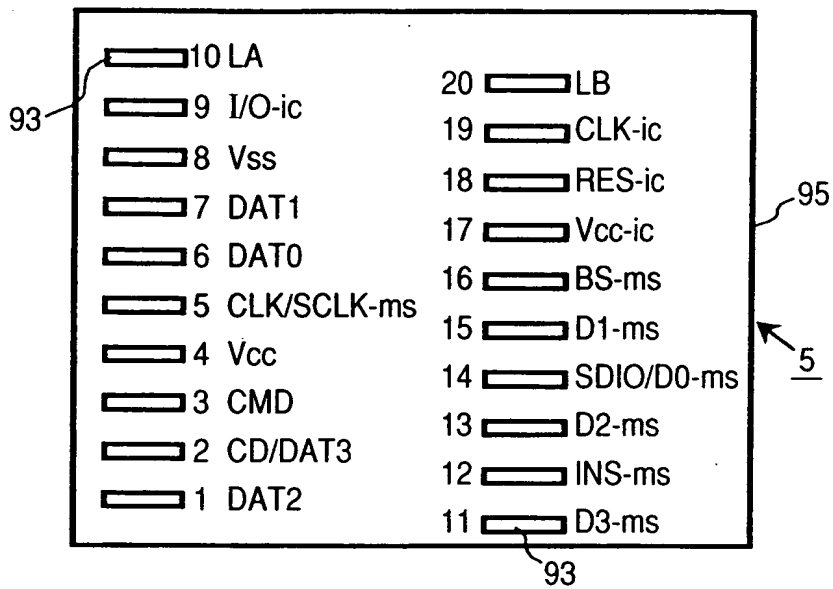 10 LA
9 I/O-ic
8 Vss
7 DAT1
6 DAT0
5 CLK/SCLK-ms
4 Vcc
3 CMD
2 CD/DAT3
1 DAT2
93
20 LB
19 CLK-ic
18 RES-ic
17 Vcc-ic
16 BS-ms
15 D1-ms
14 SDIO/D0-ms
13 D2-ms
12 INS-ms
11 D3-ms
93
95
5